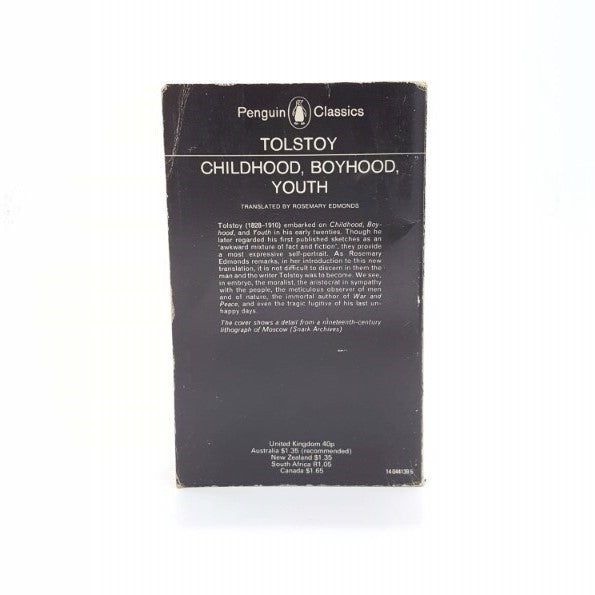 Penguin Classics
TOLSTOY
CHILDHOOD, BOYHOOD,
YOUTH
TRANSLATED BY ROSEMARY EDMONDS
Tolstoy (1828–1910) embarked on Childhood, Boy-
hood, and Youth in his early twenties. Though he
later regarded his first published sketches as an
'awkward mixture of fact and fiction', they provide
a most expressive self-portrait. As Rosemary
Edmonds remarks, in her introduction to this new
translation, it is not difficult to discern in them the
man and the writer Tolstoy was to become. We see,
in embryo, the moralist, the aristocrat in sympathy
with the people, the meticulous observer of men
and of nature, the immortal author of War and
Peace, and even the tragic fugitive of his last un-
happy days.
The cover shows a detail from a nineteenth-century
lithograph of Moscow (Snark Archives)
United Kingdom 40p
Australia $1.35 (recommended)
New Zealand $1.35
South Africa R1.05
Canada $1.65
14 044139 5